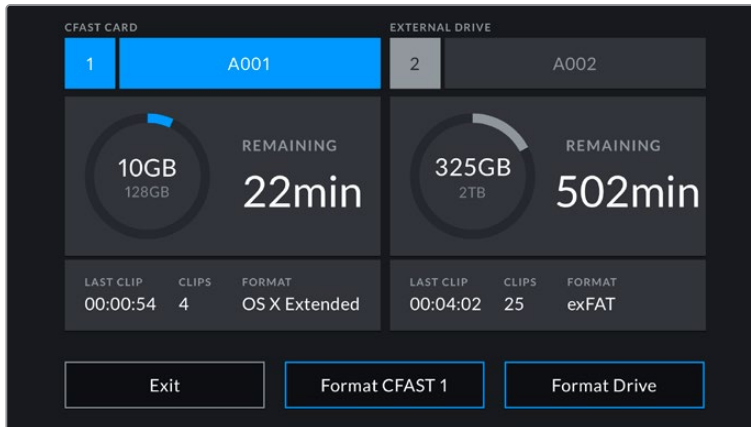 CFAST CARD
1 A001
10GB
128GB
REMAINING
22min
LAST CLIP CLIPS FORMAT
00:00:54 4 OS X Extended
EXTERNAL DRIVE
2 A002
325GB
2TB
REMAINING
502min
LAST CLIP CLIPS FORMAT
00:04:02 25 exFAT
Exit Format CFAST 1 Format Drive